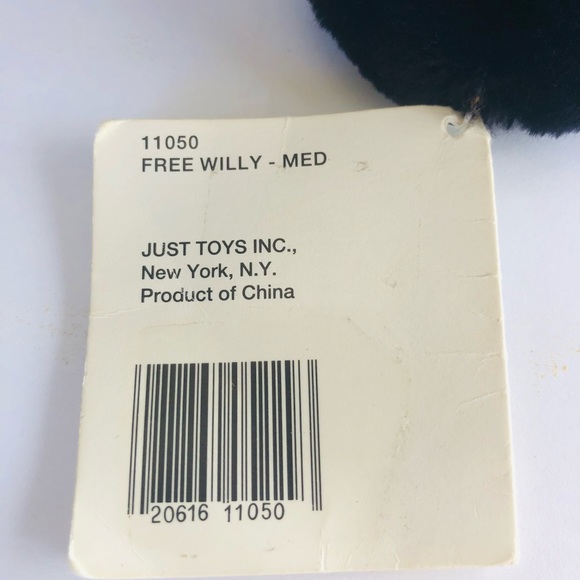 11050
FREE WILLY - MED
JUST TOYS INC.,
New York, N.Y.
Product of China
20616 11050